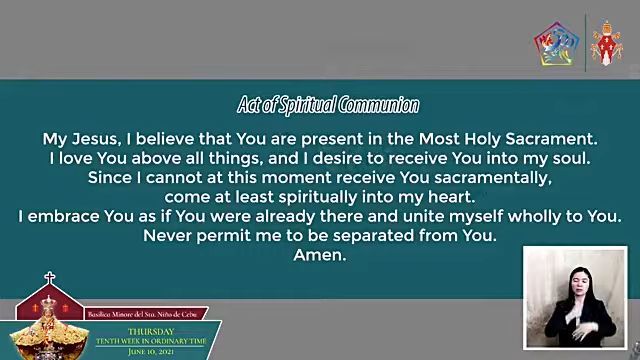 Act of Spiritual Communion
My Jesus, I believe that You are present in the Most Holy Sacrament.
I love You above all things, and I desire to receive You into my soul.
Since I cannot at this moment receive You sacramentally,
come at least spiritually into my heart.
I embrace You as if You were already there and unite myself wholly to You.
Never permit me to be separated from You.
Amen.
Basilica Minore del Sto. Niño de Cebu
THURSDAY
TENTH WEEK IN ORDINARY TIME
JUNE 10, 2021